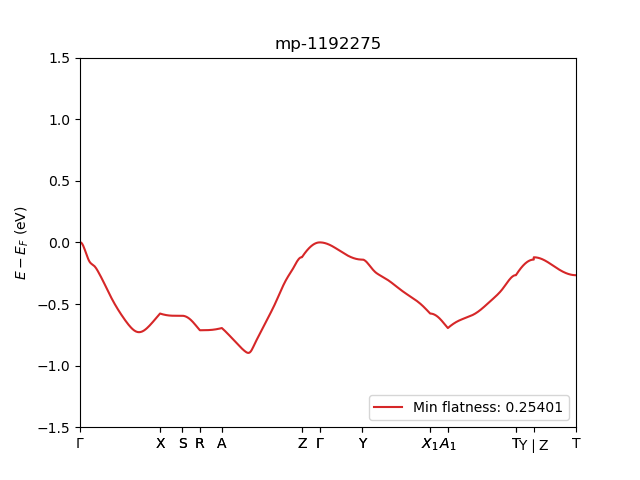 mp-1192275
E − E_F (eV)
1.5
1.0
0.5
0.0
−0.5
−1.0
−1.5
Min flatness: 0.25401
Γ X S R A Z Γ Y X₁ A₁ T Y | Z T